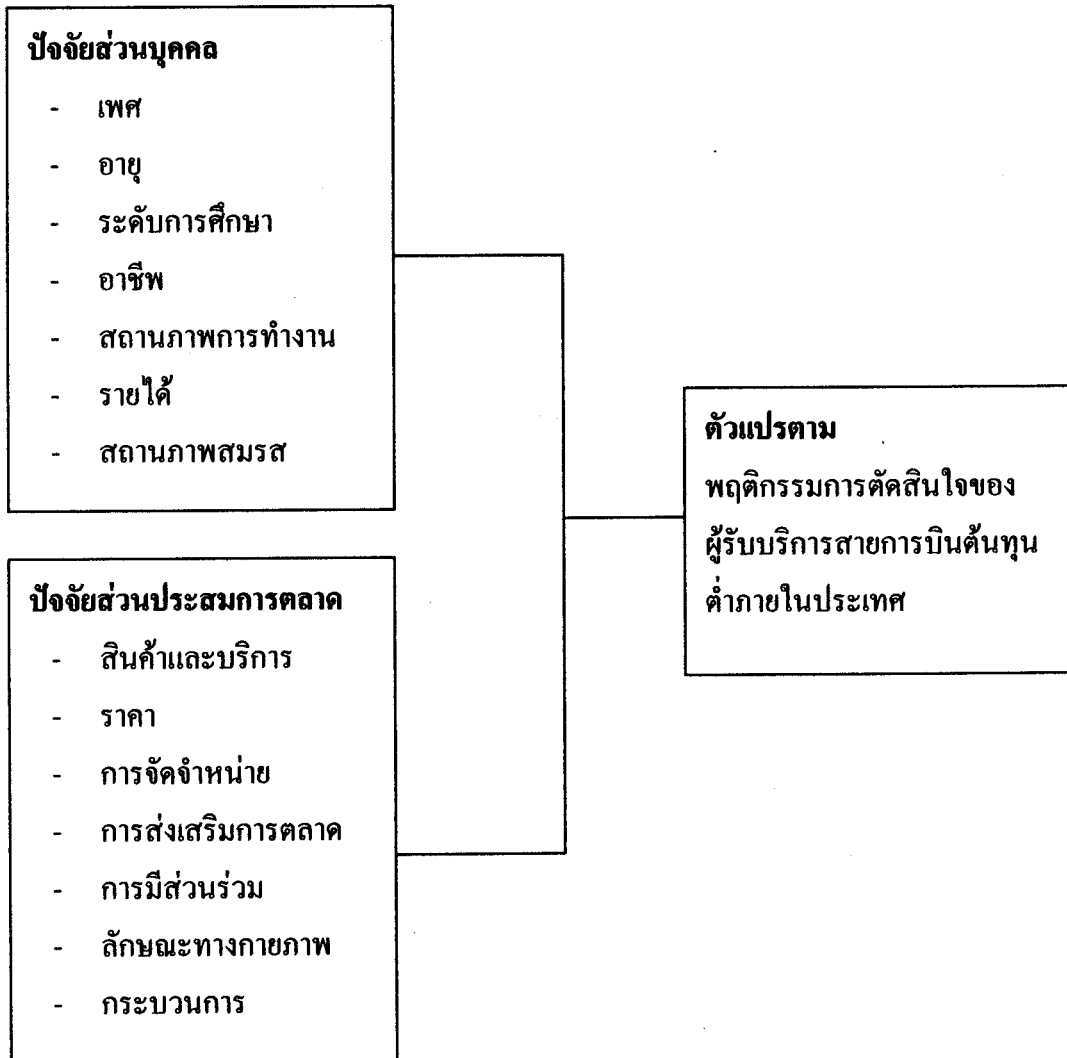 ปัจจัยส่วนบุคคล
- เพศ
- อายุ
- ระดับการศึกษา
- อาชีพ
- สถานภาพการทำงาน
- รายได้
- สถานภาพสมรส
ปัจจัยส่วนประสมการตลาด
- สินค้าและบริการ
- ราคา
- การจัดจำหน่าย
- การส่งเสริมการตลาด
- การมีส่วนร่วม
- ลักษณะทางกายภาพ
- กระบวนการ
ตัวแปรตาม
พฤติกรรมการตัดสินใจของ
ผู้รับบริการสายการบินต้นทุน
ต่ำภายในประเทศ